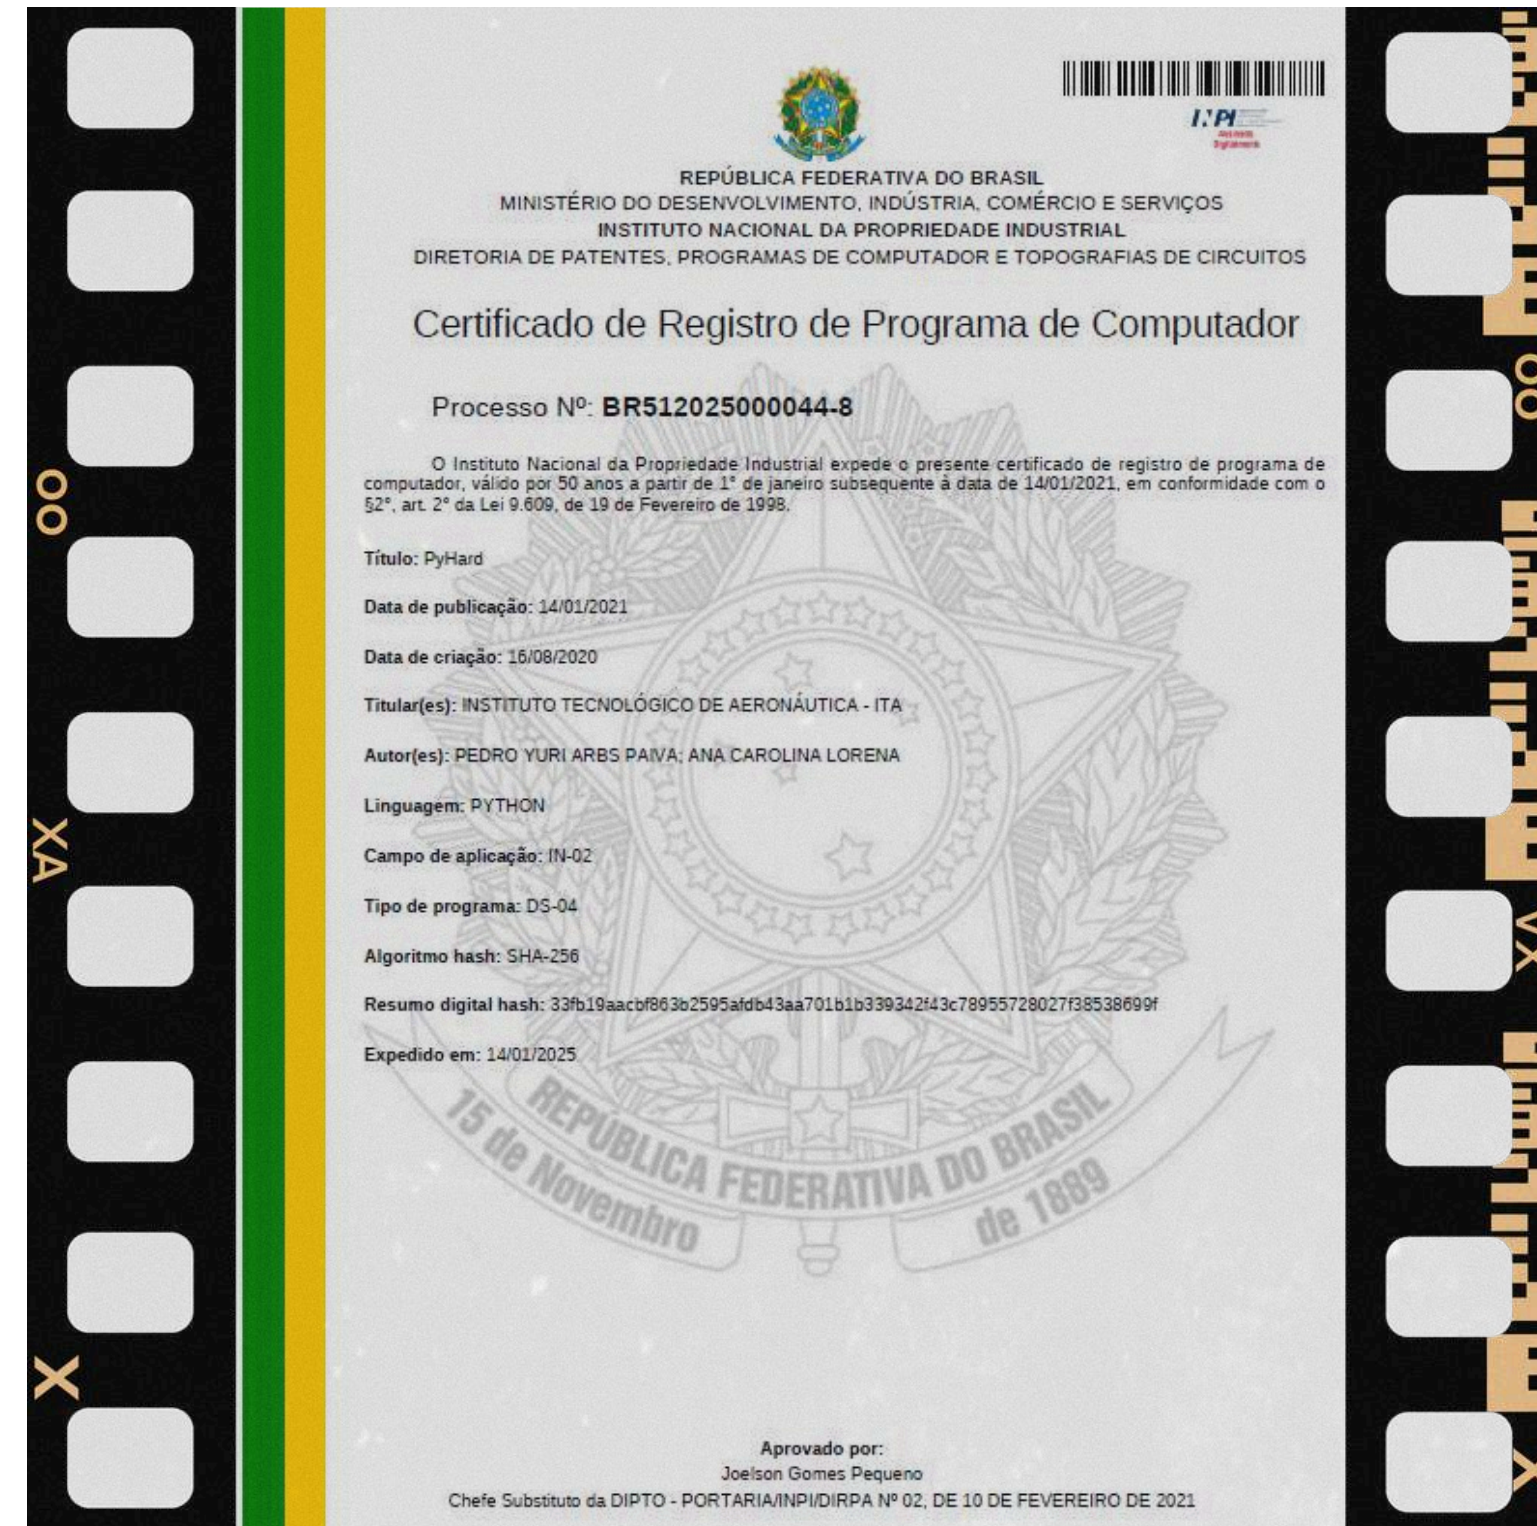 INPI
Assinado
Digitalmente
REPÚBLICA FEDERATIVA DO BRASIL
MINISTÉRIO DO DESENVOLVIMENTO, INDÚSTRIA, COMÉRCIO E SERVIÇOS
INSTITUTO NACIONAL DA PROPRIEDADE INDUSTRIAL
DIRETORIA DE PATENTES, PROGRAMAS DE COMPUTADOR E TOPOGRAFIAS DE CIRCUITOS
Certificado de Registro de Programa de Computador
Processo Nº: BR512025000044-8
O Instituto Nacional da Propriedade Industrial expede o presente certificado de registro de programa de
computador, válido por 50 anos a partir de 1° de janeiro subsequente à data de 14/01/2021, em conformidade com o
§2°, art. 2° da Lei 9.609, de 19 de Fevereiro de 1998.
Título: PyHard
Data de publicação: 14/01/2021
Data de criação: 16/08/2020
Titular(es): INSTITUTO TECNOLÓGICO DE AERONÁUTICA - ITA
Autor(es): PEDRO YURI ARBS PAIVA; ANA CAROLINA LORENA
Linguagem: PYTHON
Campo de aplicação: IN-02
Tipo de programa: DS-04
Algoritmo hash: SHA-256
Resumo digital hash: 33fb19aacbf863b2595afdb43aa701b1b339342f43c78955728027f38538699f
Expedido em: 14/01/2025
REPÚBLICA FEDERATIVA DO BRASIL
15 de Novembro de 1889
Aprovado por:
Joelson Gomes Pequeno
Chefe Substituto da DIPTO - PORTARIA/INPI/DIRPA Nº 02, DE 10 DE FEVEREIRO DE 2021
OO
XA
X
OO